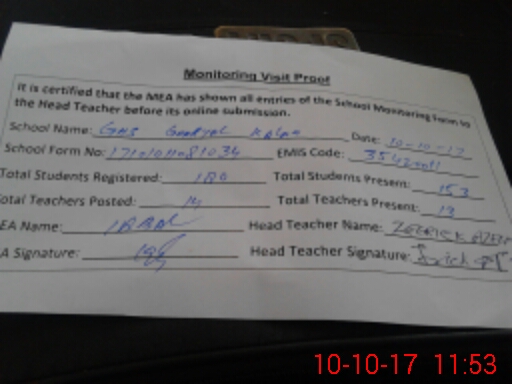 Monitoring Visit Proof
It is certified that the MEA has shown all entries of the School Monitoring Form to
the Head Teacher before its online submission.
School Name: GHS KALAN Date: 10-10-17
School Form No: EMIS Code:
Total Students Registered: 180 Total Students Present: 153
Total Teachers Posted: 14 Total Teachers Present: 13
EA Name: IQBAL Head Teacher Name:
A Signature: Head Teacher Signature:
10-10-17 11:53